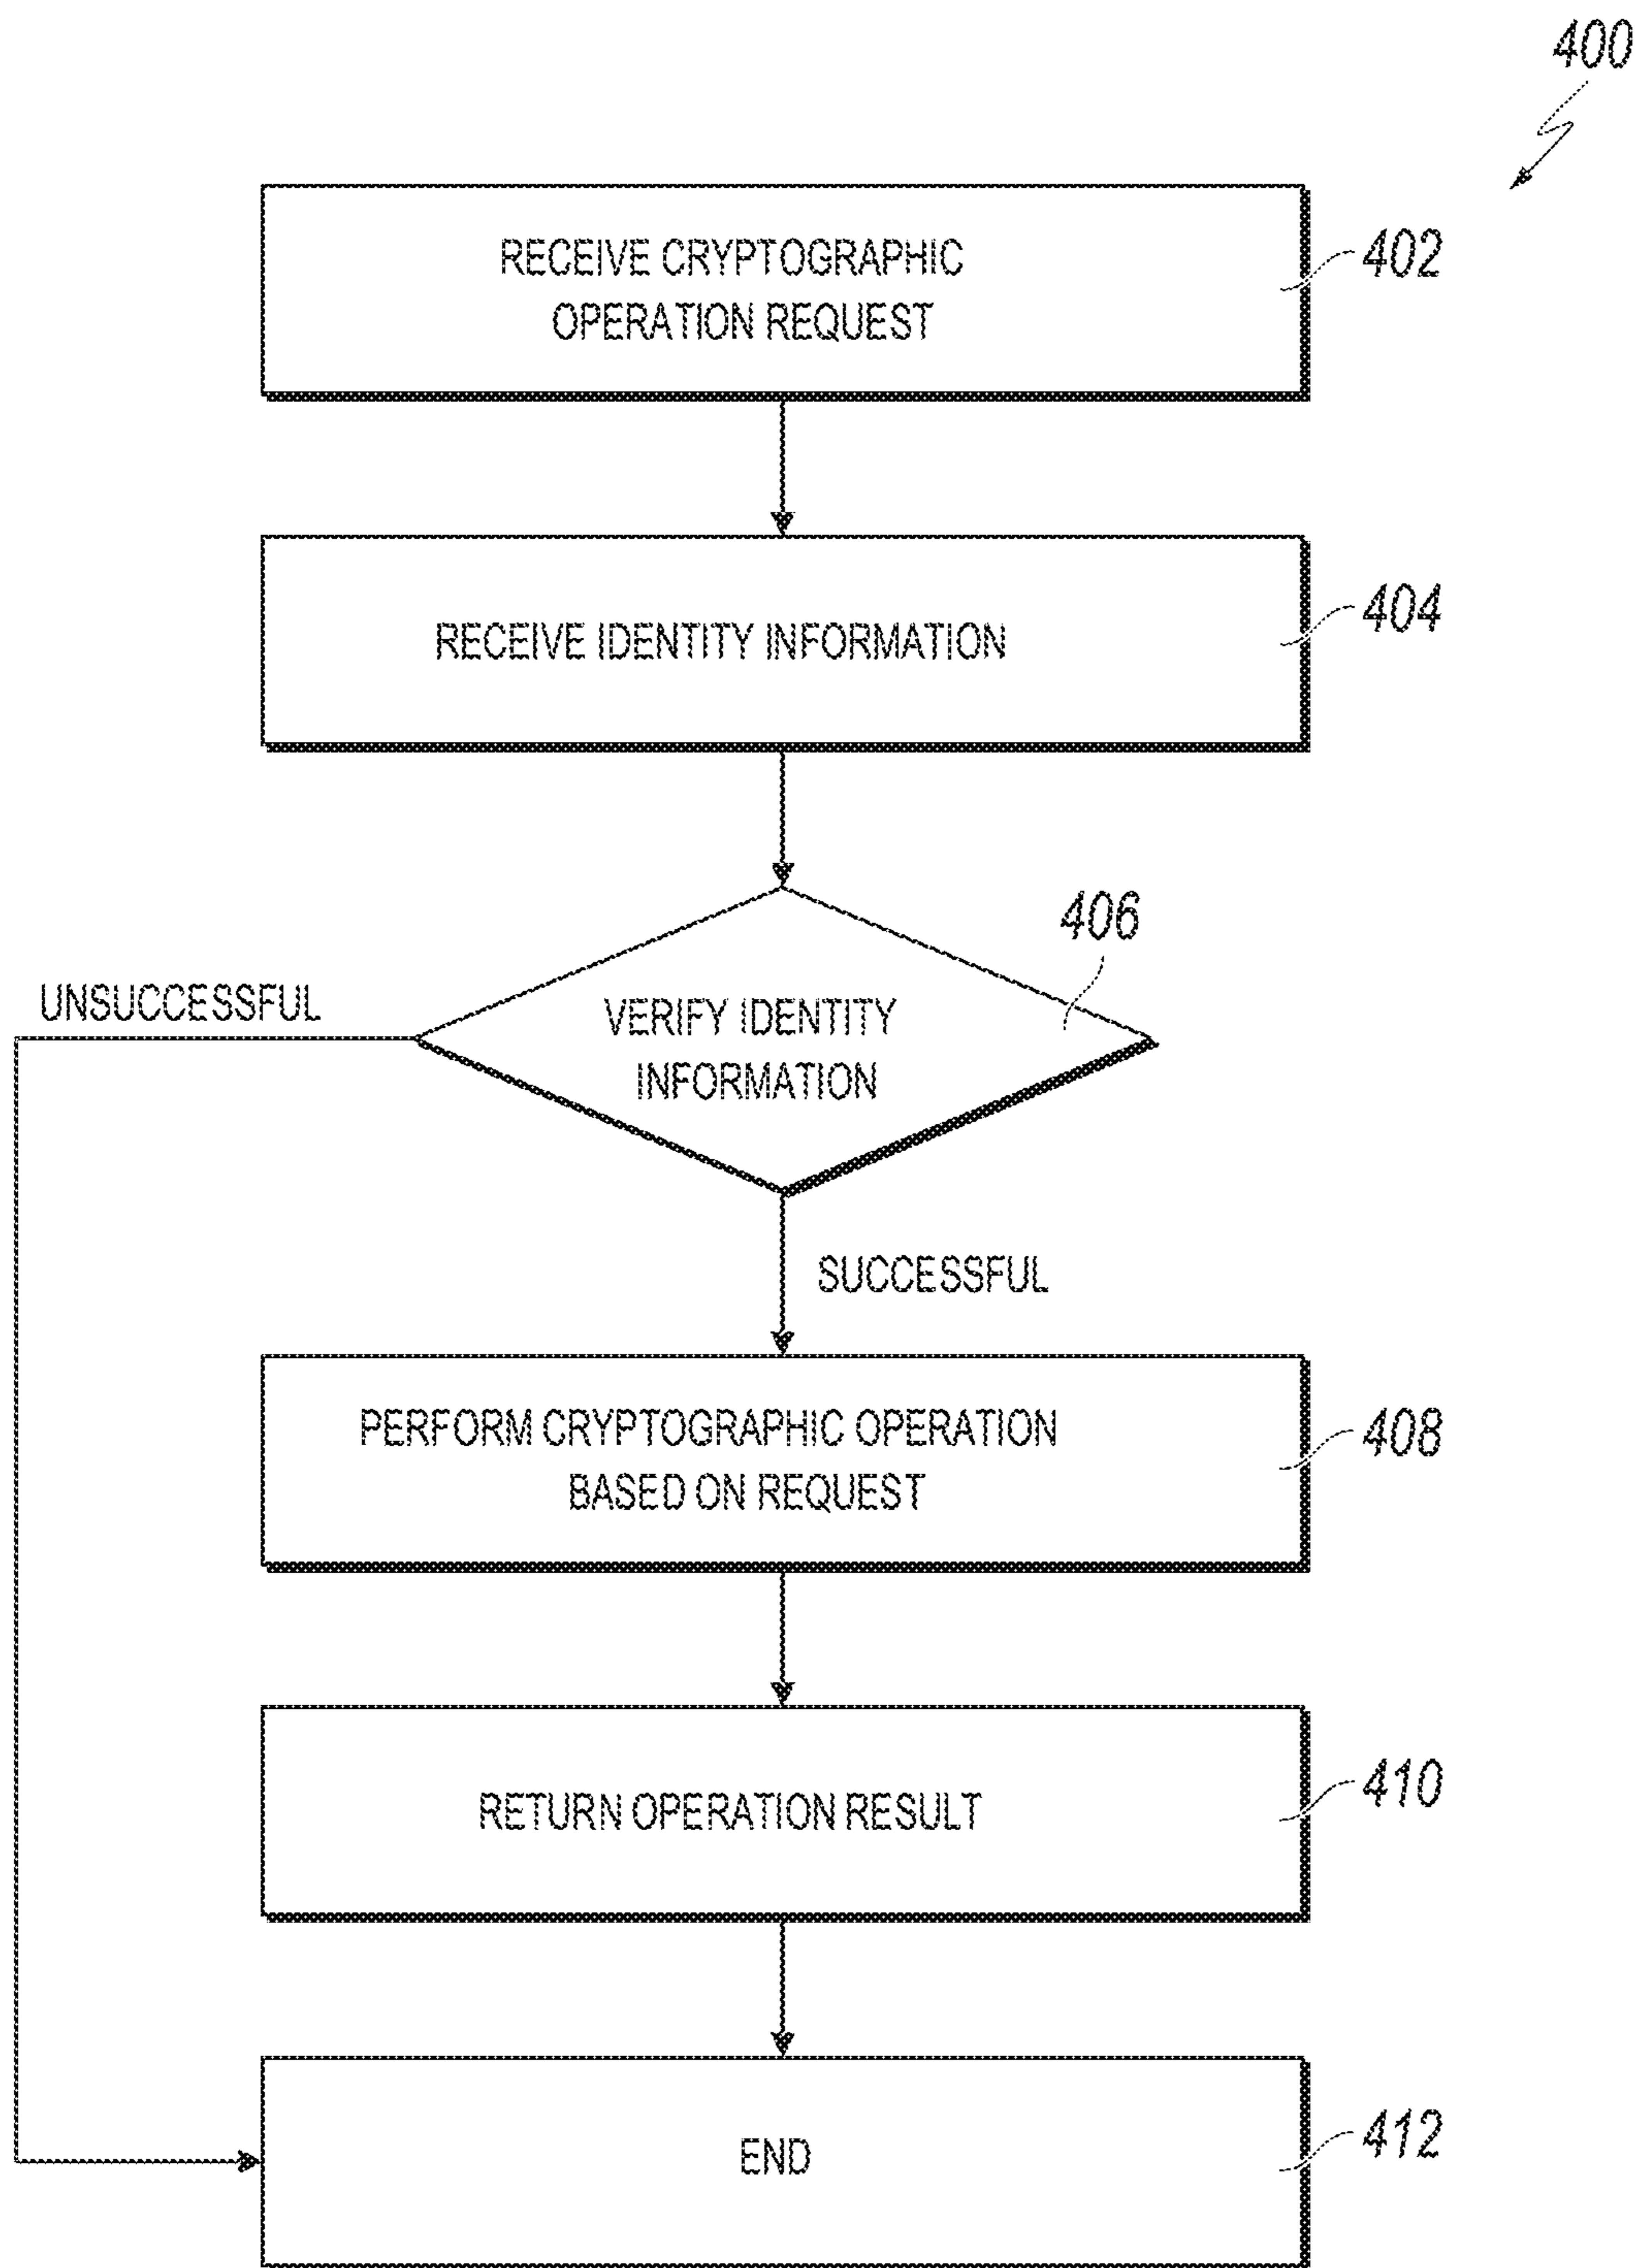 400
RECEIVE CRYPTOGRAPHIC
OPERATION REQUEST
402
RECEIVE IDENTITY INFORMATION
404
406
UNSUCCESSFUL
VERIFY IDENTITY
INFORMATION
SUCCESSFUL
PERFORM CRYPTOGRAPHIC OPERATION
BASED ON REQUEST
408
RETURN OPERATION RESULT
410
END
412